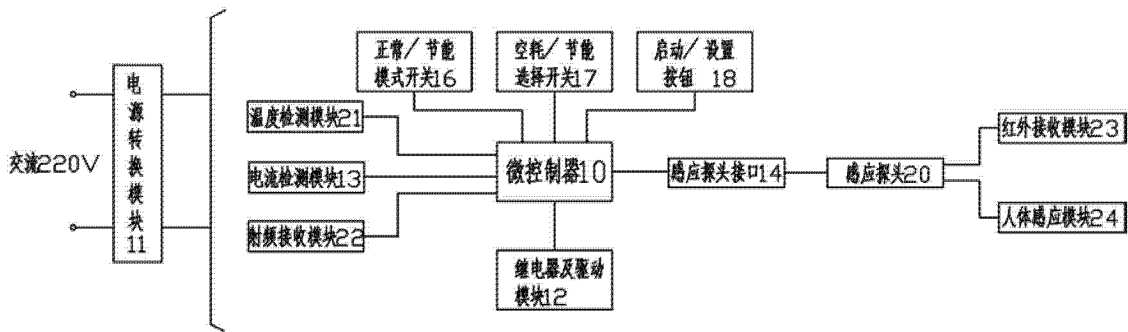 正常/节能
模式开关16
空耗/节能
选择开关17
启动/设置
按钮 18
电源转换模块11
交流220V
温度检测模块21
电流检测模块13
射频接收模块22
微控制器10
感应探头接口14
感应探头20
红外接收模块23
人体感应模块24
继电器及驱动
模块12